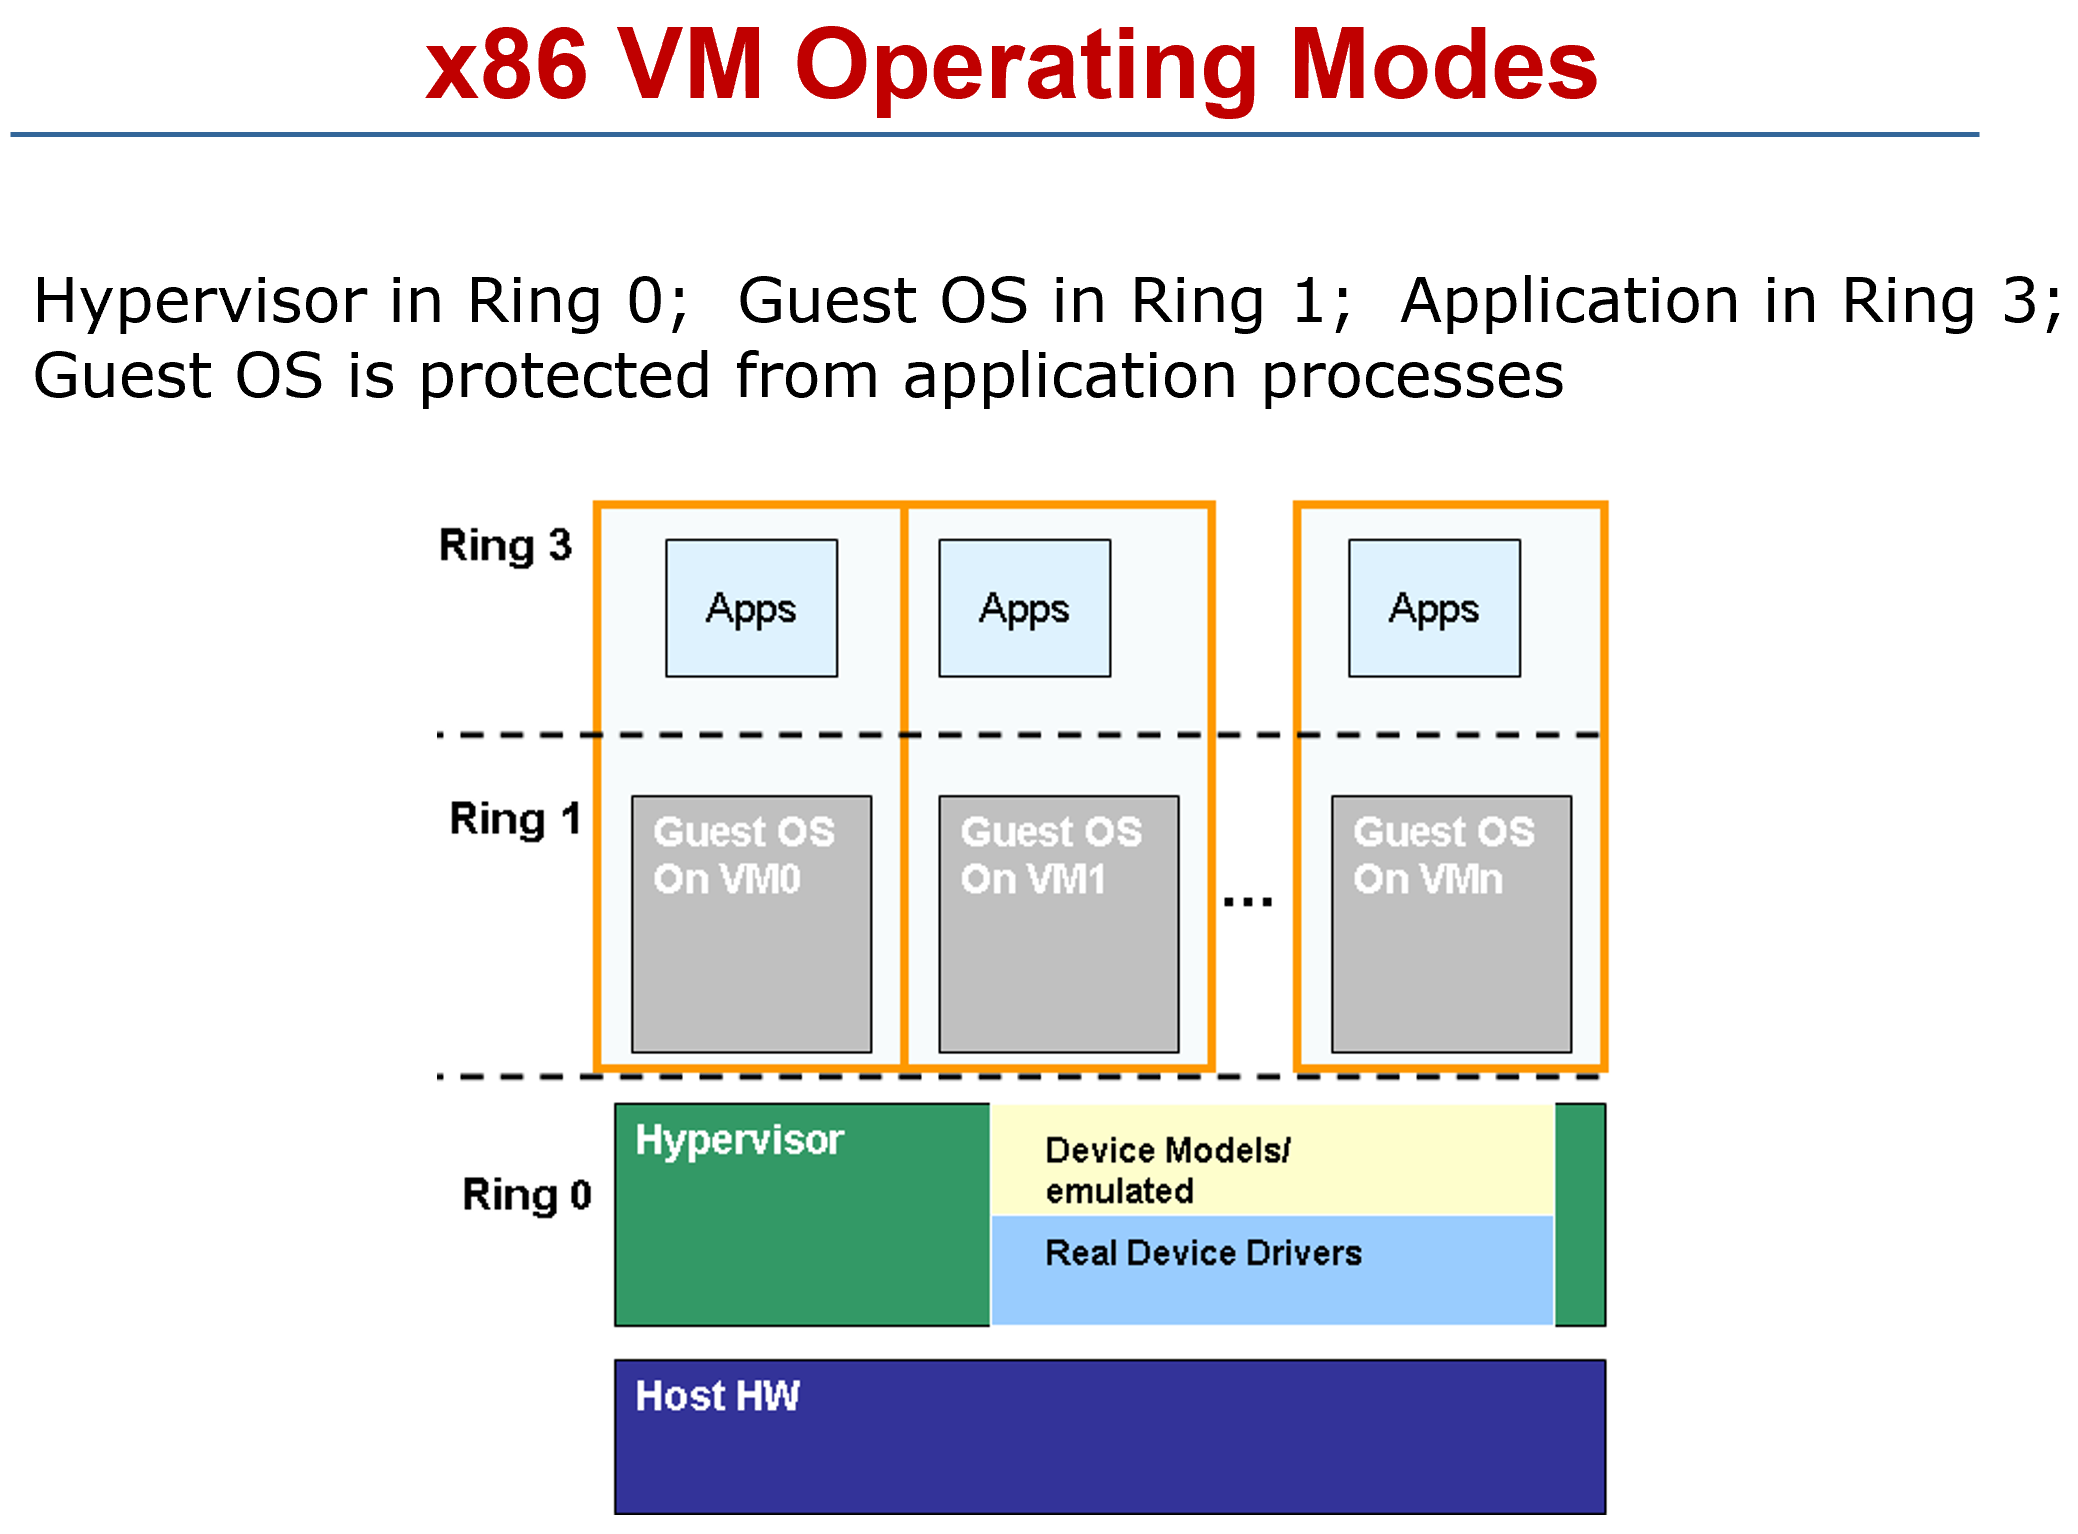 x86 VM Operating Modes
Hypervisor in Ring 0;  Guest OS in Ring 1;  Application in Ring 3;
Guest OS is protected from application processes
Ring 3
Apps
Apps
Apps
Ring 1
Guest OS
On VM0
Guest OS
On VM1
...
Guest OS
On VMn
Ring 0
Hypervisor
Device Models/
emulated
Real Device Drivers
Host HW